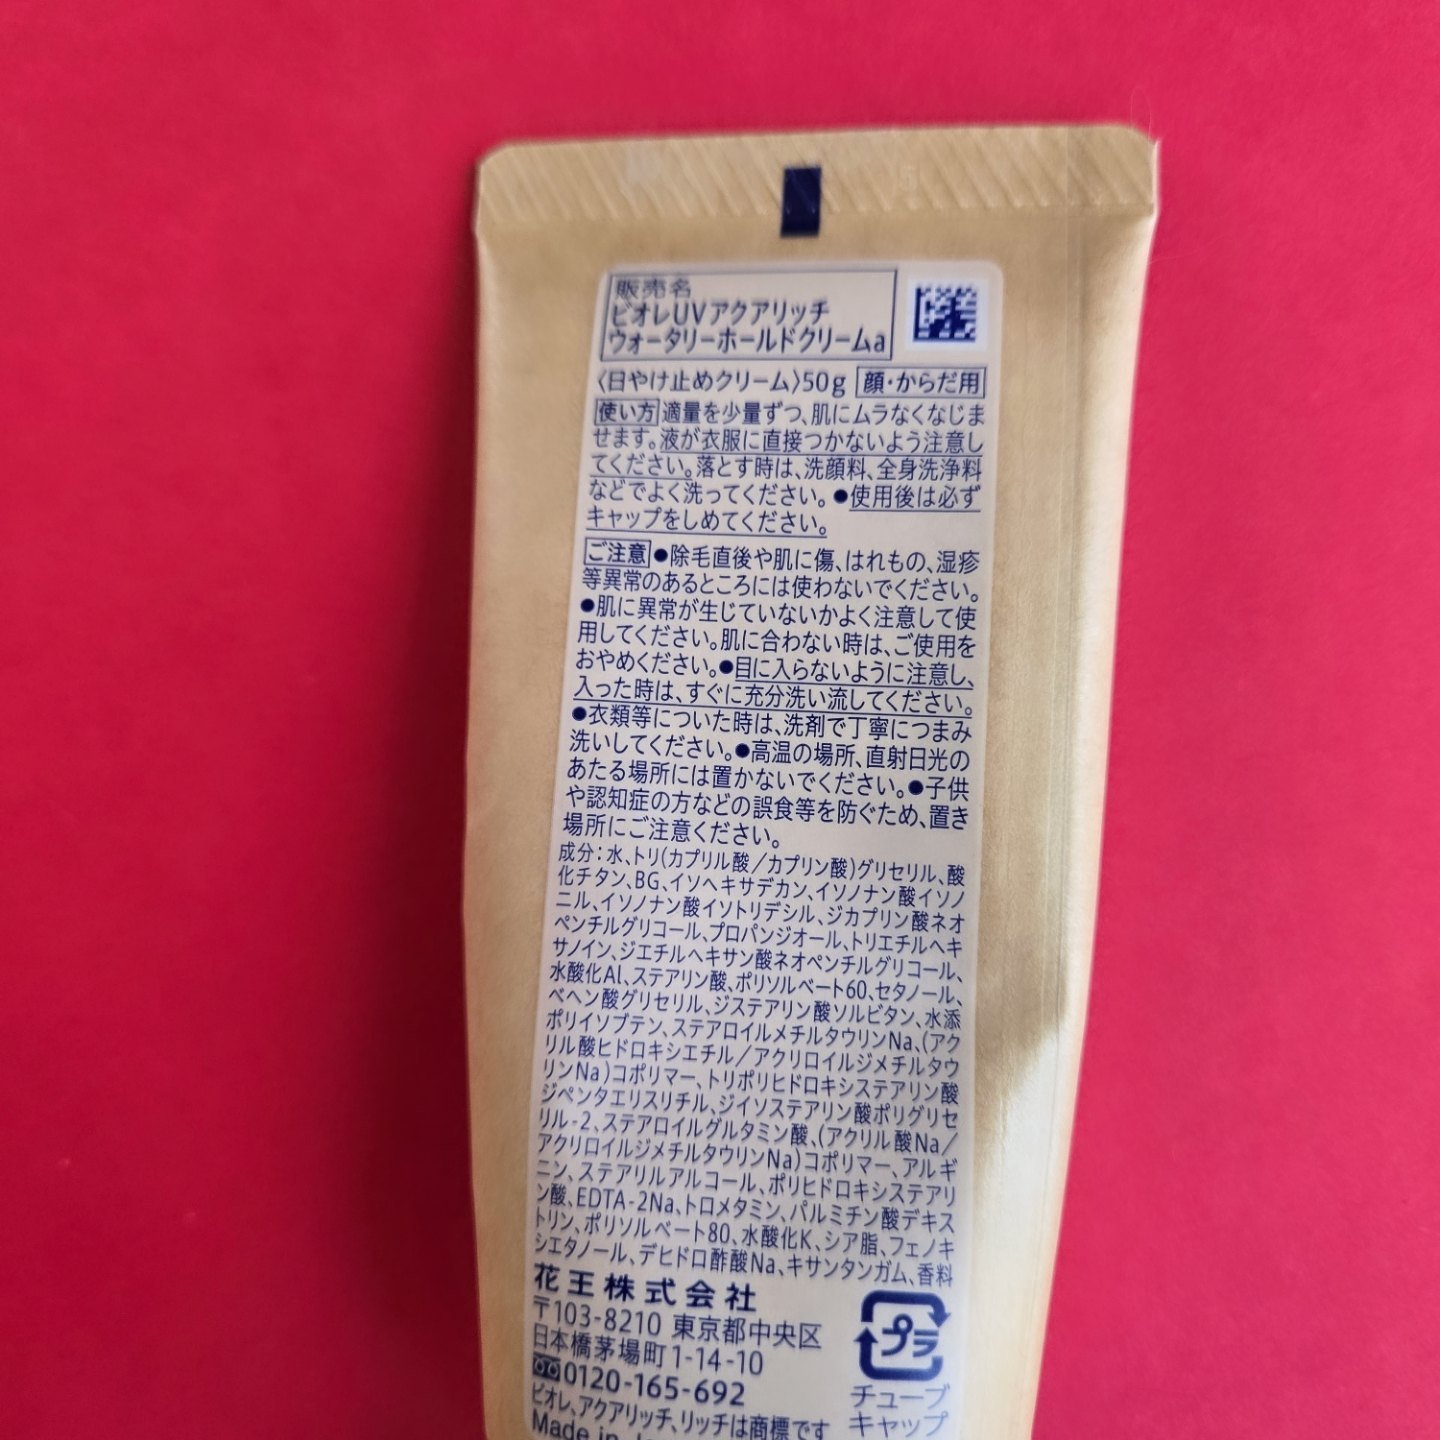 販売名
ビオレUVアクアリッチ
ウォータリーホールドクリームa
〈日やけ止めクリーム〉50g 顔・からだ用
使い方 適量を少量ずつ、肌にムラなくなじま
せます。液が衣服に直接つかないよう注意し
てください。落とす時は、洗顔料、全身洗浄料
などでよく洗ってください。●使用後は必ず
キャップをしめてください。
ご注意 ●除毛直後や肌に傷、はれもの、湿疹
等異常のあるところには使わないでください。
●肌に異常が生じていないかよく注意して使
用してください。肌に合わない時は、ご使用を
おやめください。●目に入らないように注意し、
入った時は、すぐに充分洗い流してください。
●衣類等についた時は、洗剤で丁寧につまみ
洗いしてください。●高温の場所、直射日光の
あたる場所には置かないでください。●子供
や認知症の方などの誤食等を防ぐため、置き
場所にご注意ください。
成分：水、トリ(カプリル酸／カプリン酸)グリセリル、酸
化チタン、BG、イソヘキサデカン、イソノナン酸イソノ
ニル、イソノナン酸イソトリデシル、ジカプリン酸ネオ
ペンチルグリコール、プロパンジオール、トリエチルヘキ
サノイン、ジエチルヘキサン酸ネオペンチルグリコール、
水酸化Al、ステアリン酸、ポリソルベート60、セタノール、
ベヘン酸グリセリル、ジステアリン酸ソルビタン、水添
ポリイソブテン、ステアロイルメチルタウリンNa、(アク
リル酸ヒドロキシエチル／アクリロイルジメチルタウ
リンNa)コポリマー、トリポリヒドロキシステアリン酸
ジペンタエリスリチル、ジイソステアリン酸ポリグリセ
リル-2、ステアロイルグルタミン酸、(アクリル酸Na／
アクリロイルジメチルタウリンNa)コポリマー、アルギ
ニン、ステアリルアルコール、ポリヒドロキシステアリ
ン酸、EDTA-2Na、トロメタミン、パルミチン酸デキス
トリン、ポリソルベート80、水酸化K、シア脂、フェノキ
シエタノール、デヒドロ酢酸Na、キサンタンガム、香料
花王株式会社
〒103-8210 東京都中央区
日本橋茅場町1-14-10
0120-165-692
ビオレ、アクアリッチ、リッチは商標です
Made in
プラ
チューブ
キャップ